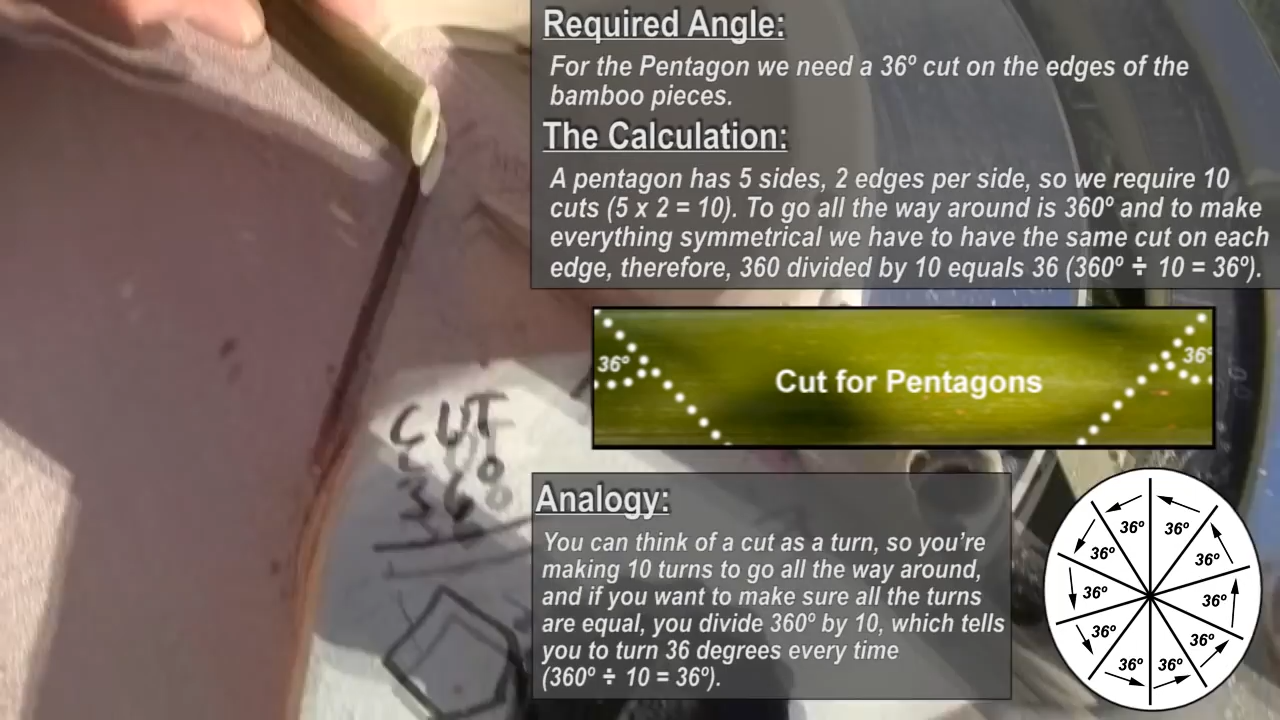 Required Angle:
For the Pentagon we need a 36º cut on the edges of the
bamboo pieces.
The Calculation:
A pentagon has 5 sides, 2 edges per side, so we require 10
cuts (5 x 2 = 10). To go all the way around is 360º and to make
everything symmetrical we have to have the same cut on each
edge, therefore, 360 divided by 10 equals 36 (360º ÷ 10 = 36º).
36º
36º
Cut for Pentagons
CUT
36º
Analogy:
You can think of a cut as a turn, so you're
making 10 turns to go all the way around,
and if you want to make sure all the turns
are equal, you divide 360º by 10, which tells
you to turn 36 degrees every time
(360º ÷ 10 = 36º).
36º
36º
36º
36º
36º
36º
36º
36º
36º
36º